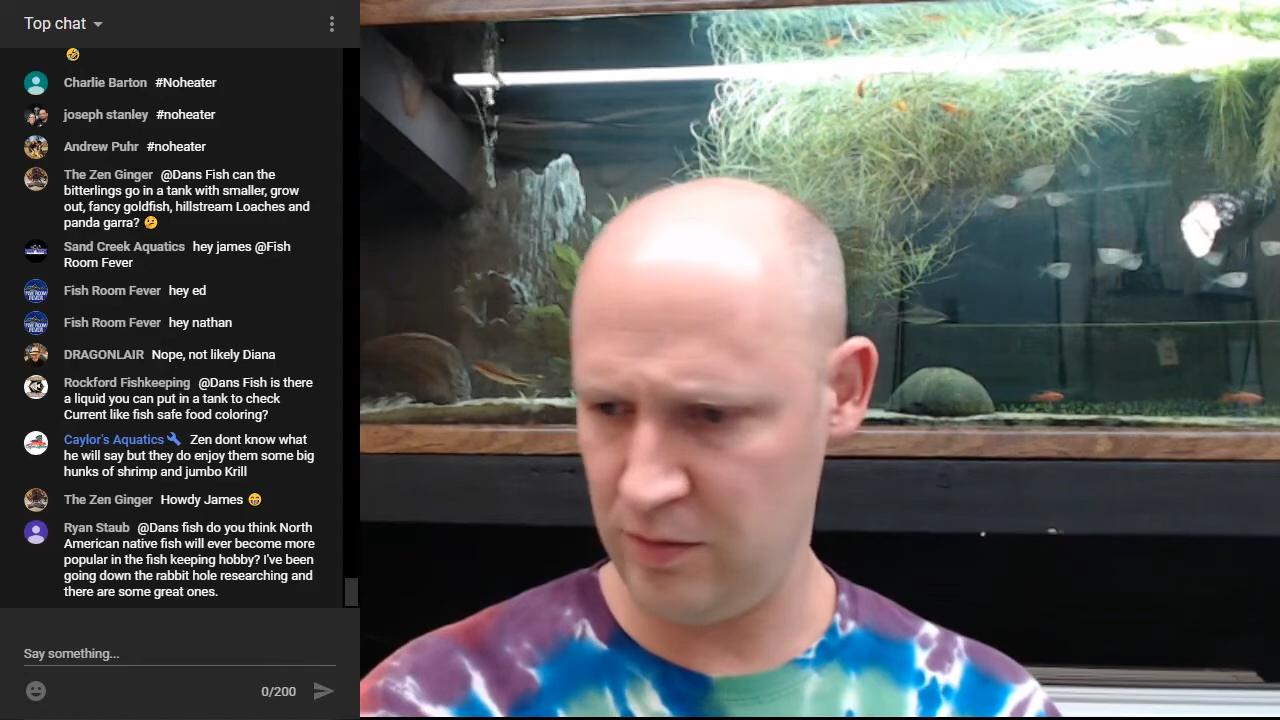 Top chat
Charlie Barton #Noheater
joseph stanley #noheater
Andrew Puhr #noheater
The Zen Ginger @Dans Fish can the
bitterlings go in a tank with smaller, grow
out, fancy goldfish, hillstream Loaches and
panda garra?
Sand Creek Aquatics hey james @Fish
Room Fever
Fish Room Fever hey ed
Fish Room Fever hey nathan
DRAGONLAIR Nope, not likely Diana
Rockford Fishkeeping @Dans Fish is there
a liquid you can put in a tank to check
Current like fish safe food coloring?
Caylor's Aquatics Zen dont know what
he will say but they do enjoy them some big
hunks of shrimp and jumbo Krill
The Zen Ginger Howdy James
Ryan Staub @Dans fish do you think North
American native fish will ever become more
popular in the fish keeping hobby? I've been
going down the rabbit hole researching and
there are some great ones.
Say something...
0/200